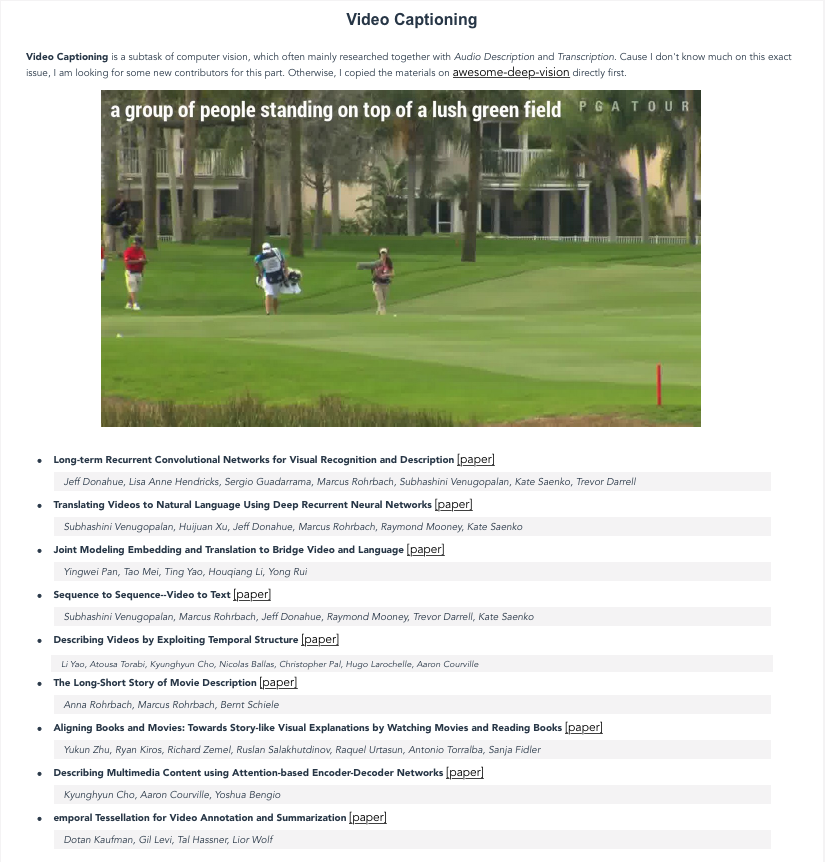 Video Captioning
Video Captioning is a subtask of computer vision, which often mainly researched together with Audio Description and Transcription. Cause I don't know much on this exact
issue, I am looking for some new contributors for this part. Otherwise, I copied the materials on awesome-deep-vision directly first.
a group of people standing on top of a lush green field PGATOUR
• Long-term Recurrent Convolutional Networks for Visual Recognition and Description [paper]
Jeff Donahue, Lisa Anne Hendricks, Sergio Guadarrama, Marcus Rohrbach, Subhashini Venugopalan, Kate Saenko, Trevor Darrell
• Translating Videos to Natural Language Using Deep Recurrent Neural Networks [paper]
Subhashini Venugopalan, Huijuan Xu, Jeff Donahue, Marcus Rohrbach, Raymond Mooney, Kate Saenko
• Joint Modeling Embedding and Translation to Bridge Video and Language [paper]
Yingwei Pan, Tao Mei, Ting Yao, Houqiang Li, Yong Rui
• Sequence to Sequence--Video to Text [paper]
Subhashini Venugopalan, Marcus Rohrbach, Jeff Donahue, Raymond Mooney, Trevor Darrell, Kate Saenko
• Describing Videos by Exploiting Temporal Structure [paper]
Li Yao, Atousa Torabi, Kyunghyun Cho, Nicolas Ballas, Christopher Pal, Hugo Larochelle, Aaron Courville
• The Long-Short Story of Movie Description [paper]
Anna Rohrbach, Marcus Rohrbach, Bernt Schiele
• Aligning Books and Movies: Towards Story-like Visual Explanations by Watching Movies and Reading Books [paper]
Yukun Zhu, Ryan Kiros, Richard Zemel, Ruslan Salakhutdinov, Raquel Urtasun, Antonio Torralba, Sanja Fidler
• Describing Multimedia Content using Attention-based Encoder-Decoder Networks [paper]
Kyunghyun Cho, Aaron Courville, Yoshua Bengio
• emporal Tessellation for Video Annotation and Summarization [paper]
Dotan Kaufman, Gil Levi, Tal Hassner, Lior Wolf